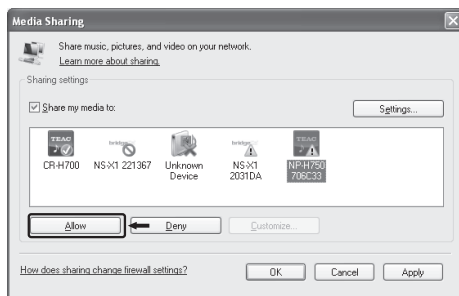 Media Sharing
Share music, pictures, and video on your network.
Learn more about sharing.
Sharing settings
Share my media to:
Settings...
TEAC
TEAC
CR-H700
NS-X1 221367
Unknown
Device
NS-X1
2031DA
NP-H750
706C33
Allow
Deny
Customize...
How does sharing change firewall settings?
OK
Cancel
Apply